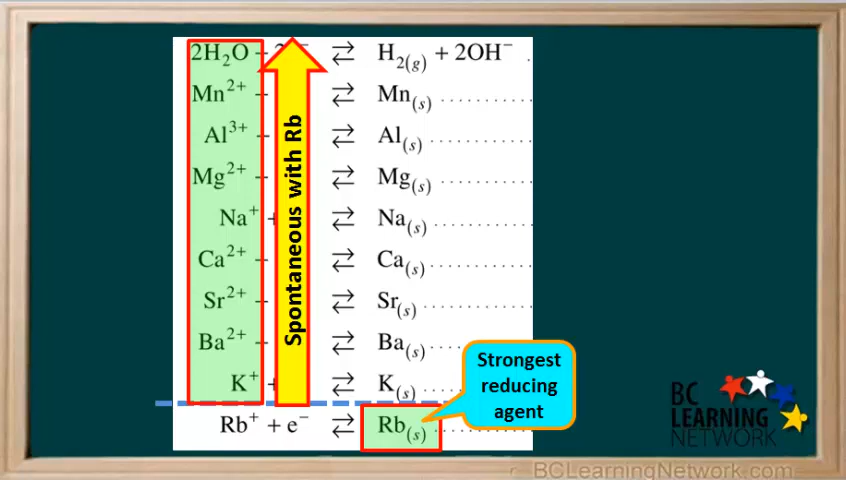 2H₂O + 2e⁻ ⇄ H₂(g) + 2OH⁻ .
Mn²⁺ ⇄ Mn(s) ............
Al³⁺ ⇄ Al(s) ............
Mg²⁺ ⇄ Mg(s) ............
Na⁺ + ⇄ Na(s) ............
Ca²⁺ ⇄ Ca(s) ............
Sr²⁺ ⇄ Sr(s) ............
Ba²⁺ ⇄ Ba(s) ............
K⁺ + ⇄ K(s) ............
Rb⁺ + e⁻ ⇄ Rb(s) ............
Spontaneous with Rb
Strongest
reducing
agent
BC
LEARNING
NETWORK
BCLearningNetwork.com